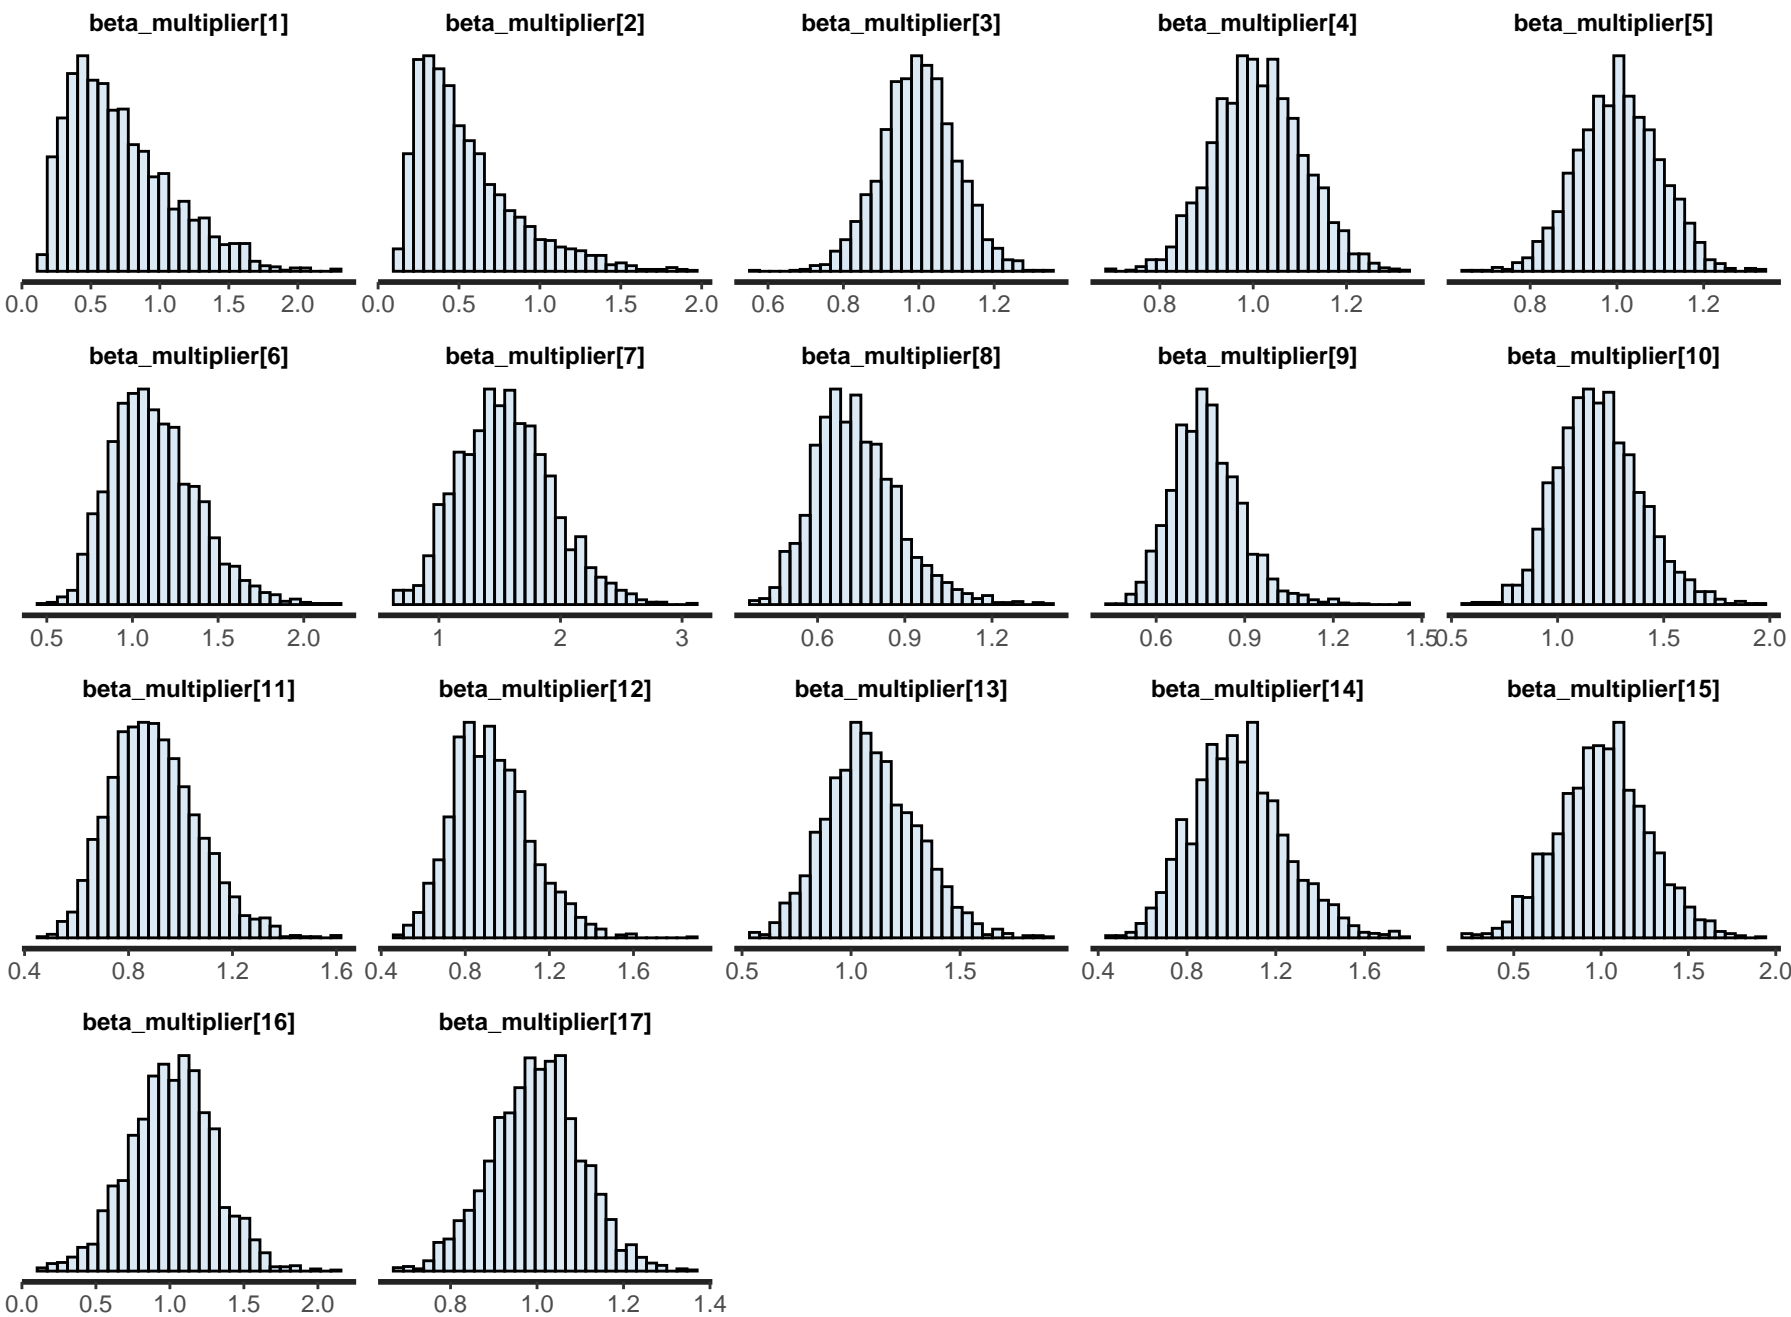 beta_multiplier[1] beta_multiplier[2] beta_multiplier[3] beta_multiplier[4] beta_multiplier[5]
0.0 0.5 1.0 1.5 2.0 0.0 0.5 1.0 1.5 2.0 0.6 0.8 1.0 1.2 0.8 1.0 1.2 0.8 1.0 1.2
beta_multiplier[6] beta_multiplier[7] beta_multiplier[8] beta_multiplier[9] beta_multiplier[10]
0.5 1.0 1.5 2.0 1 2 3 0.6 0.9 1.2 0.6 0.9 1.2 1.5 0.5 1.0 1.5 2.0
beta_multiplier[11] beta_multiplier[12] beta_multiplier[13] beta_multiplier[14] beta_multiplier[15]
0.4 0.8 1.2 1.6 0.4 0.8 1.2 1.6 0.5 1.0 1.5 0.4 0.8 1.2 1.6 0.5 1.0 1.5 2.0
beta_multiplier[16] beta_multiplier[17]
0.0 0.5 1.0 1.5 2.0 0.8 1.0 1.2 1.4